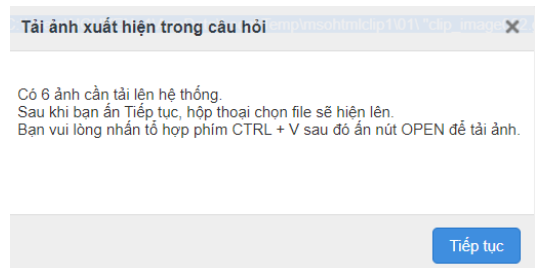 Tải ảnh xuất hiện trong câu hỏi
Có 6 ảnh cần tải lên hệ thống.
Sau khi bạn ấn Tiếp tục, hộp thoại chọn file sẽ hiện lên.
Bạn vui lòng nhấn tổ hợp phím CTRL + V sau đó ấn nút OPEN để tải ảnh.
Tiếp tục